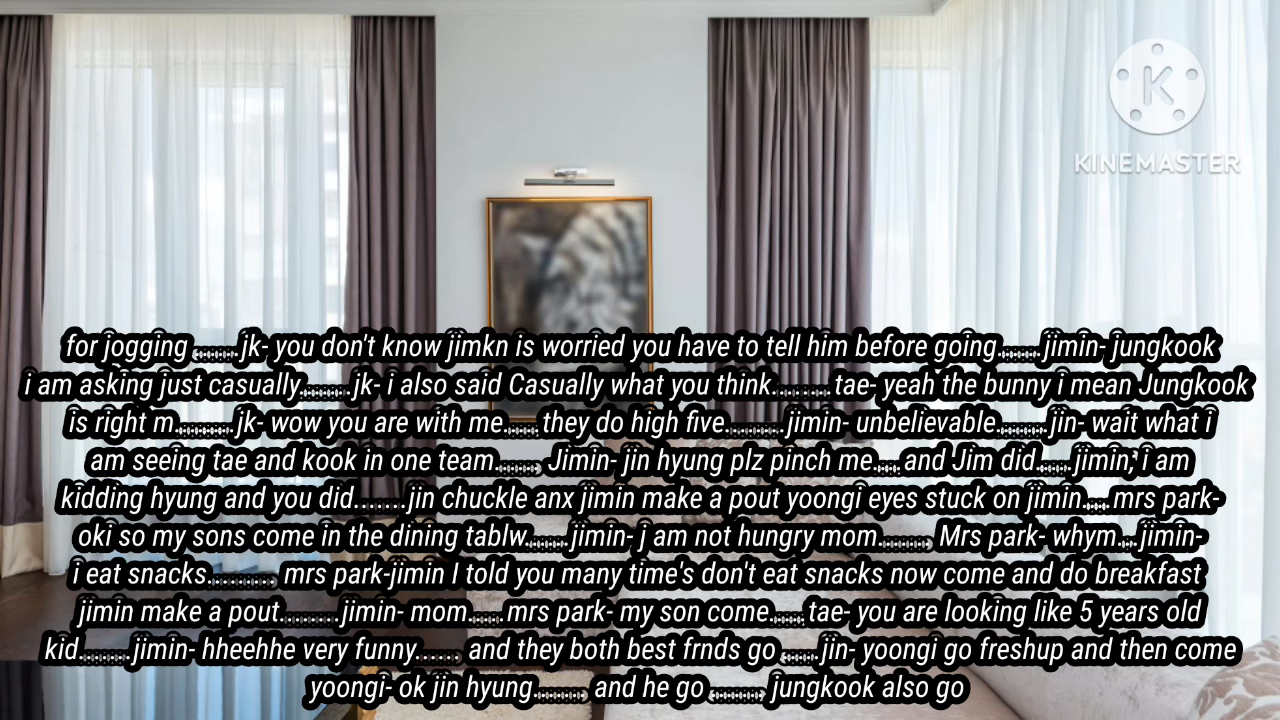 KINEMASTER
for jogging........jk- you don't know jimkn is worried you have to tell him before going........jimin- jungkook
i am asking just casually..........jk- i also said Casually what you think...........tae- yeah the bunny i mean Jungkook
is right m...........jk- wow you are with me.......they do high five...........jimin- unbelievable..........jin- wait what i
am seeing tae and kook in one team......... Jimin- jin hyung plz pinch me.....and Jim did.......jimin; i am
kidding hyung and you did........jin chuckle anx jimin make a pout yoongi eyes stuck on jimin.....mrs park-
oki so my sons come in the dining tablw.......jimin- j am not hungry mom.......... Mrs park- whym....jimin-
i eat snacks............. mrs park-jimin I told you many time's don't eat snacks now come and do breakfast
jimin make a pout...........jimin- mom.......mrs park- my son come......tae- you are looking like 5 years old
kid..........jimin- hheehhe very funny......... and they both best frnds go ........jin- yoongi go freshup and then come
yoongi- ok jin hyung.......... and he go ........... jungkook also go